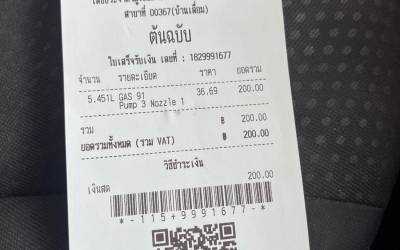 สาขาที่ 00367(บ้านเลื่อม)
ต้นฉบับ
ใบเสร็จรับเงิน เลขที่ : 1829991677
จำนวน รายละเอียด ราคา ยอดรวม
5.451L GAS 91 36.69 200.00
Pump 3 Nozzle 1
รวม ฿ 200.00
ยอดรวมทั้งหมด (รวม VAT) ฿ 200.00
วิธีชำระเงิน
เงินสด 200.00
*-115+9991677-*